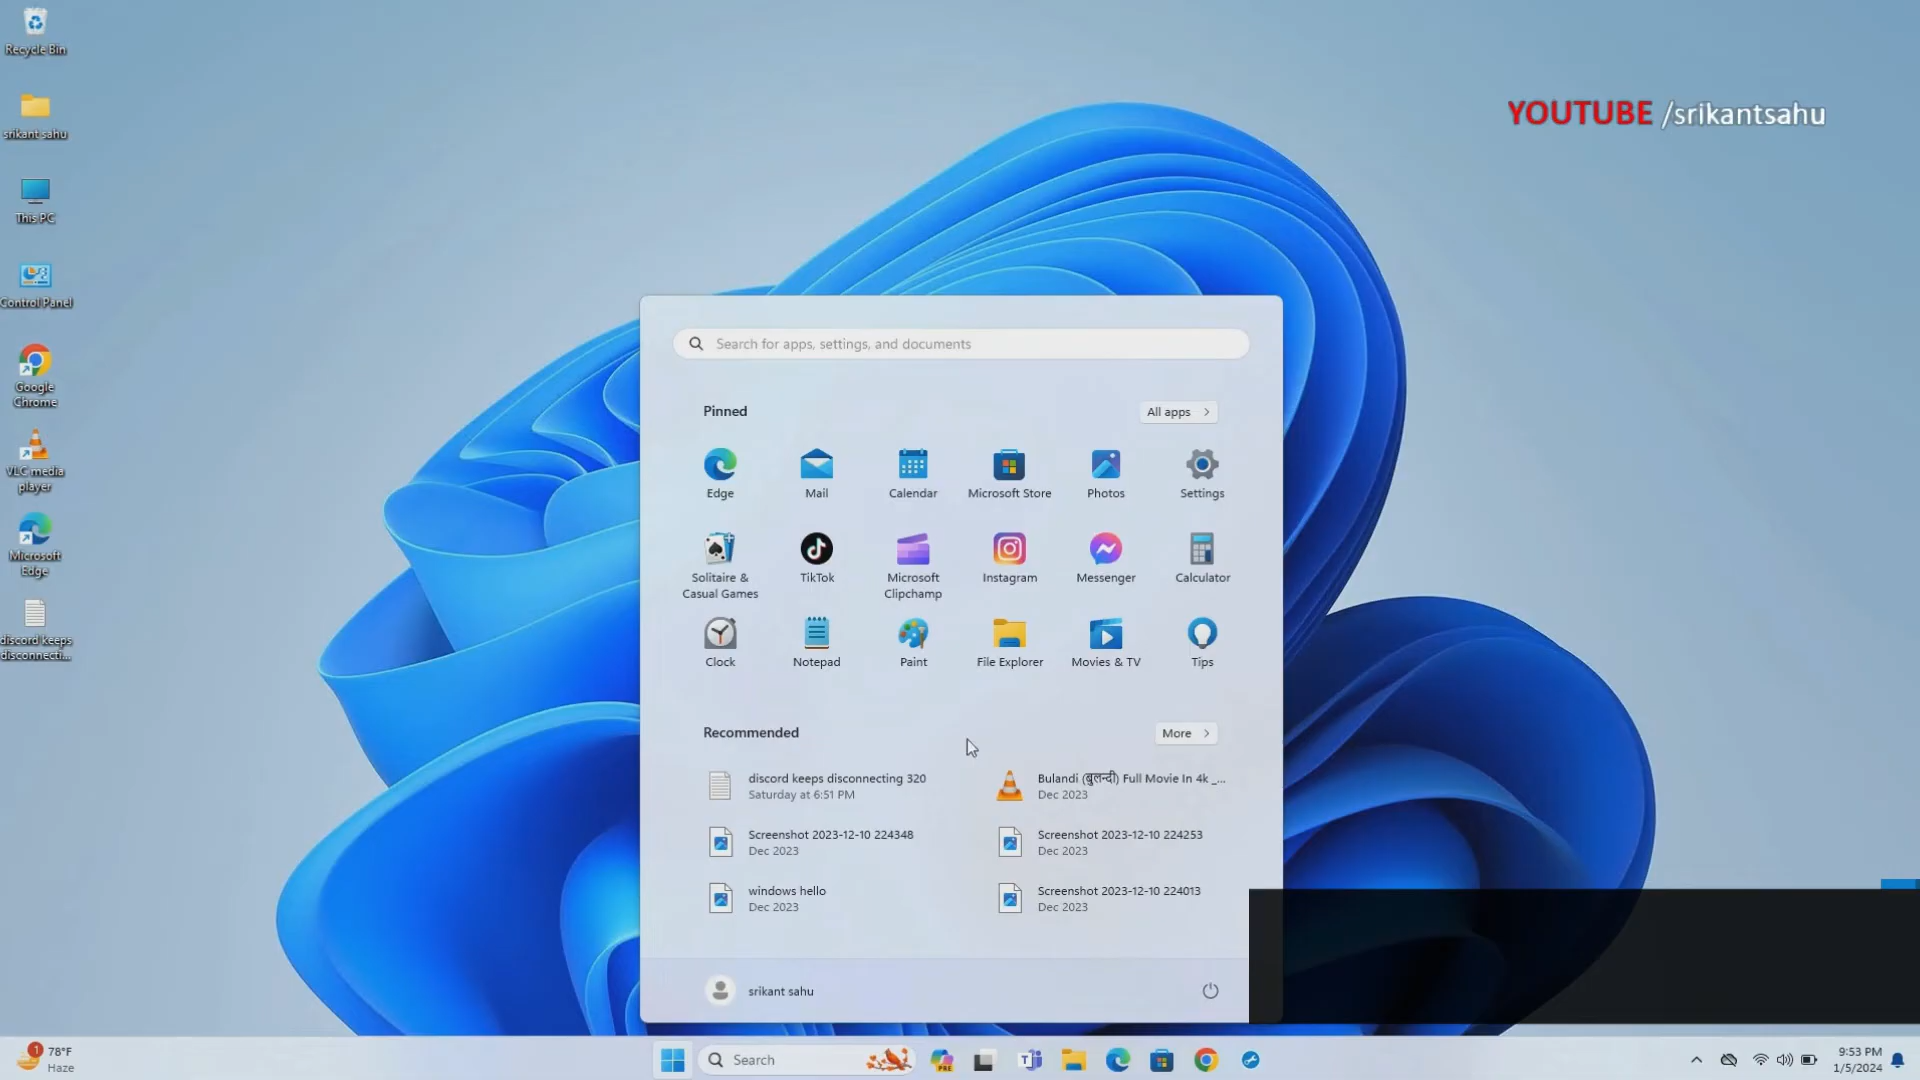 Recycle Bin
srikant sahu
This PC
Control Panel
Google
Chrome
VLC media
player
Microsoft
Edge
discord keeps
disconnecti...
YOUTUBE /srikantsahu
Search for apps, settings, and documents
Pinned
All apps
Edge
Mail
Calendar
Microsoft Store
Photos
Settings
Solitaire &
Casual Games
TikTok
Microsoft
Clipchamp
Instagram
Messenger
Calculator
Clock
Notepad
Paint
File Explorer
Movies & TV
Tips
Recommended
More
discord keeps disconnecting 320
Saturday at 6:51 PM
Bulandi (बुलन्दी) Full Movie In 4k _...
Dec 2023
Screenshot 2023-12-10 224348
Dec 2023
Screenshot 2023-12-10 224253
Dec 2023
windows hello
Dec 2023
Screenshot 2023-12-10 224013
Dec 2023
srikant sahu
1
78°F
Haze
Search
PRE
9:53 PM
1/5/2024